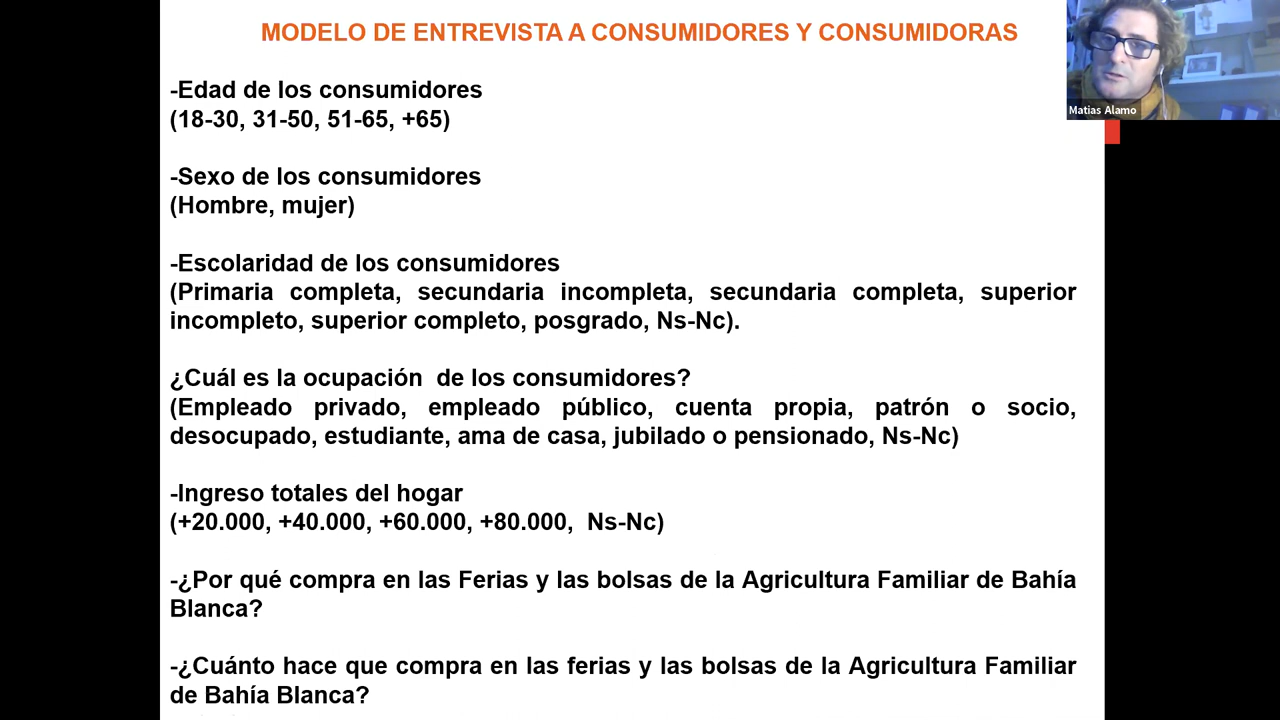 MODELO DE ENTREVISTA A CONSUMIDORES Y CONSUMIDORAS
Matias Alamo
-Edad de los consumidores
(18-30, 31-50, 51-65, +65)
-Sexo de los consumidores
(Hombre, mujer)
-Escolaridad de los consumidores
(Primaria completa, secundaria incompleta, secundaria completa, superior
incompleto, superior completo, posgrado, Ns-Nc).
¿Cuál es la ocupación  de los consumidores?
(Empleado privado, empleado público, cuenta propia, patrón o socio,
desocupado, estudiante, ama de casa, jubilado o pensionado, Ns-Nc)
-Ingreso totales del hogar
(+20.000, +40.000, +60.000, +80.000,  Ns-Nc)
-¿Por qué compra en las Ferias y las bolsas de la Agricultura Familiar de Bahía
Blanca?
-¿Cuánto hace que compra en las ferias y las bolsas de la Agricultura Familiar
de Bahía Blanca?